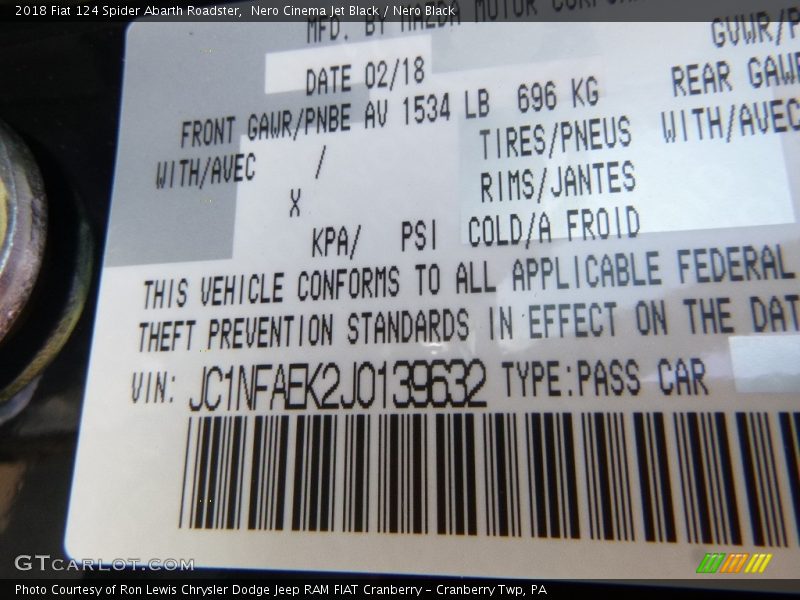 2018 Fiat 124 Spider Abarth Roadster,  Nero Cinema Jet Black / Nero Black
MFD. BY MAZDA MOTOR
GVWR/P
DATE 02/18
REAR GAWR
FRONT GAWR/PNBE AV 1534 LB 696 KG
WITH/AVEC / TIRES/PNEUS WITH/AVEC
X RIMS/JANTES
KPA/ PSI COLD/A FROID
THIS VEHICLE CONFORMS TO ALL APPLICABLE FEDERAL
THEFT PREVENTION STANDARDS IN EFFECT ON THE DAT
VIN: JC1NFAEK2J0139632 TYPE:PASS CAR
GTCARLOT.COM
Photo Courtesy of Ron Lewis Chrysler Dodge Jeep RAM FIAT Cranberry – Cranberry Twp, PA